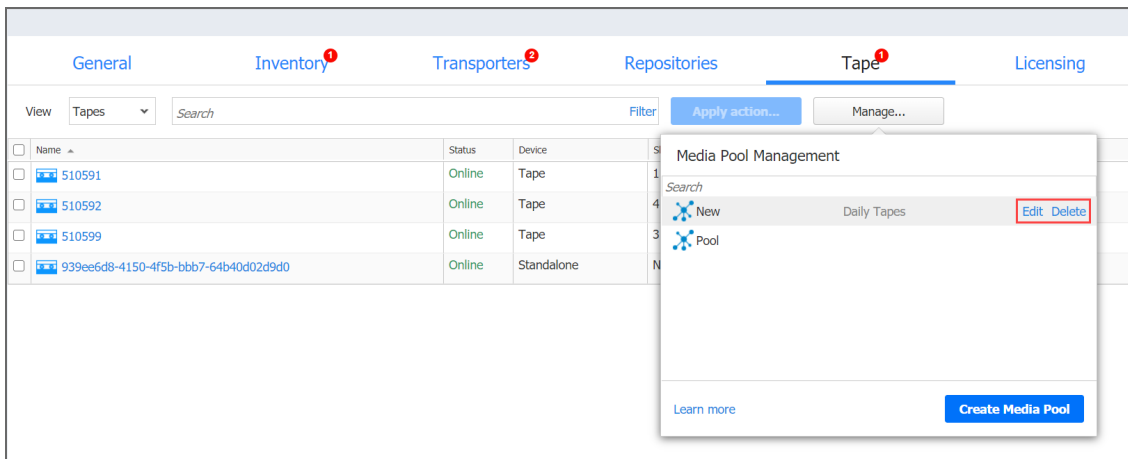 General Inventory 1 Transporters 2 Repositories Tape 1 Licensing
View Tapes Search Filter Apply action... Manage...
Name Status Device
510591 Online Tape 1
510592 Online Tape 4
510599 Online Tape 3
939ee6d8-4150-4f5b-bbb7-64b40d02d9d0 Online Standalone N
Media Pool Management
Search
New Daily Tapes Edit Delete
Pool
Learn more Create Media Pool